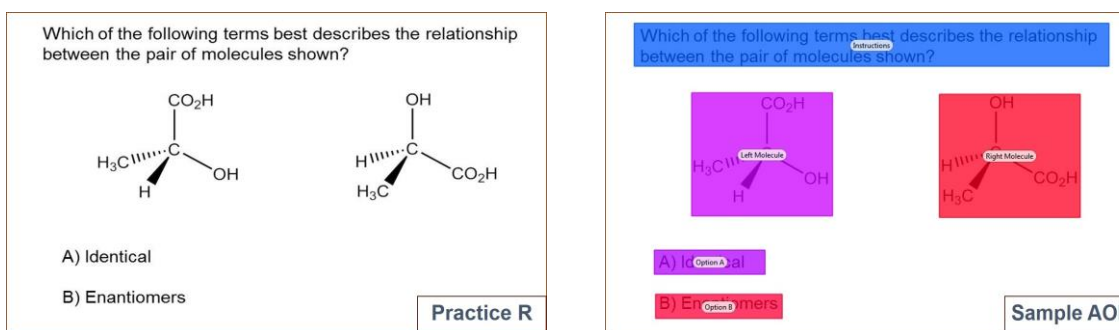 Which of the following terms best describes the relationship
between the pair of molecules shown?
CO₂H
C
H₃C
H
OH
OH
C
H
H₃C
CO₂H
A) Identical
B) Enantiomers
Practice R
Which of the following terms best describes the relationship
Instructions
between the pair of molecules shown?
CO₂H
H₃C
Left Molecule
H
OH
OH
H
Right Molecule
H₃C
CO₂H
A) Id al
Option A
B) En mers
Option B
Sample AO